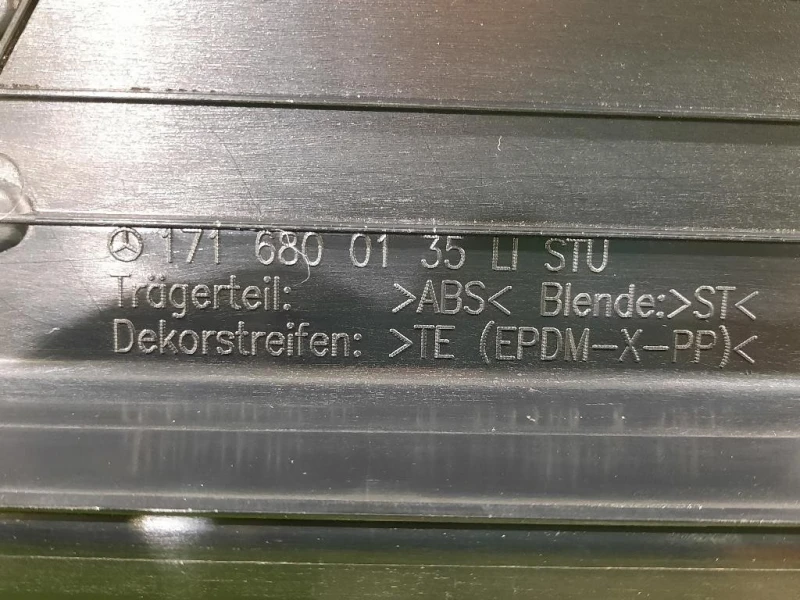 171 680 01 35 LI STU
Trägerteil: >ABS< Blende:>ST<
Dekorstreifen: >TE (EPDM-X-PP)<